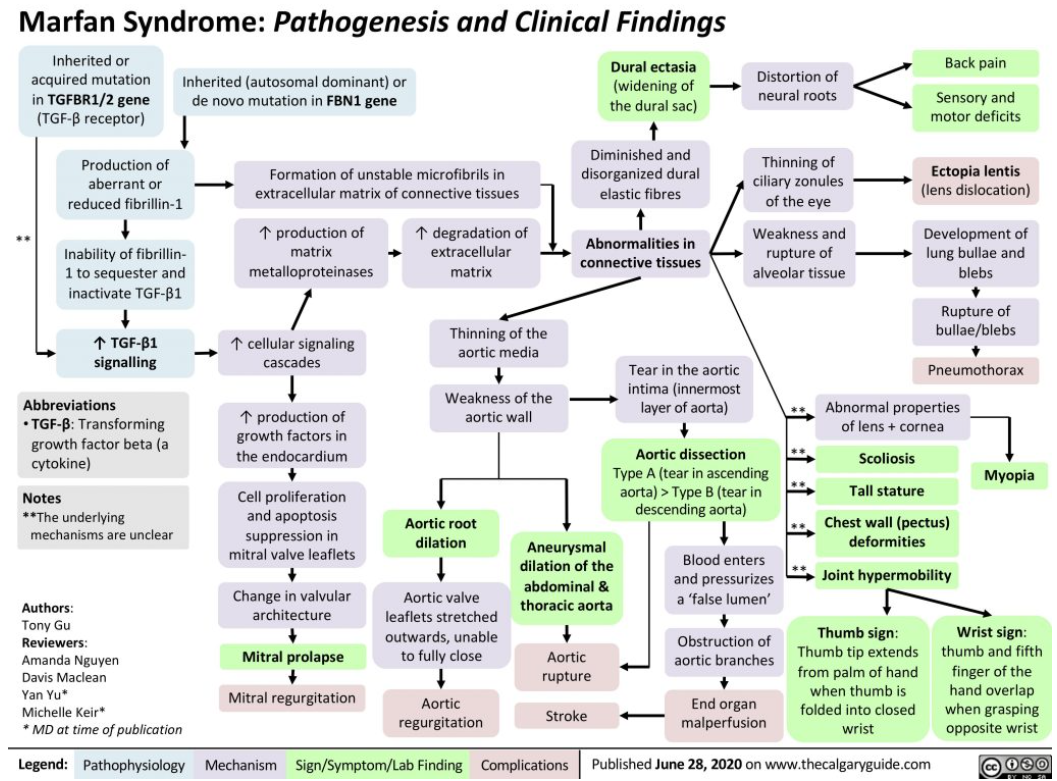 Marfan Syndrome: Pathogenesis and Clinical Findings
Inherited or
acquired mutation
in TGFBR1/2 gene
(TGF-β receptor)
Inherited (autosomal dominant) or
de novo mutation in FBN1 gene
Production of
aberrant or
reduced fibrillin-1
Inability of fibrillin-
1 to sequester and
inactivate TGF-β1
**
↑ TGF-β1
signalling
Formation of unstable microfibrils in
extracellular matrix of connective tissues
↑ production of
matrix
metalloproteinases
↑ degradation of
extracellular
matrix
↑ cellular signaling
cascades
↑ production of
growth factors in
the endocardium
Cell proliferation
and apoptosis
suppression in
mitral valve leaflets
Change in valvular
architecture
Mitral prolapse
Mitral regurgitation
Dural ectasia
(widening of
the dural sac)
Distortion of
neural roots
Back pain
Sensory and
motor deficits
Diminished and
disorganized dural
elastic fibres
Abnormalities in
connective tissues
Thinning of
ciliary zonules
of the eye
Ectopia lentis
(lens dislocation)
Weakness and
rupture of
alveolar tissue
Development of
lung bullae and
blebs
Rupture of
bullae/blebs
Pneumothorax
Thinning of the
aortic media
Weakness of the
aortic wall
Tear in the aortic
intima (innermost
layer of aorta)
Aortic dissection
Type A (tear in ascending
aorta) > Type B (tear in
descending aorta)
Aortic root
dilation
Aortic valve
leaflets stretched
outwards, unable
to fully close
Aortic
regurgitation
Aneurysmal
dilation of the
abdominal &
thoracic aorta
Aortic
rupture
Blood enters
and pressurizes
a ‘false lumen’
Obstruction of
aortic branches
End organ
malperfusion
Stroke
**
Abnormal properties
of lens + cornea
Myopia
**
Scoliosis
**
Tall stature
**
Chest wall (pectus)
deformities
**
Joint hypermobility
Thumb sign:
Thumb tip extends
from palm of hand
when thumb is
folded into closed
wrist
Wrist sign:
thumb and fifth
finger of the
hand overlap
when grasping
opposite wrist
Abbreviations
• TGF-β: Transforming
growth factor beta (a
cytokine)
Notes
**The underlying
mechanisms are unclear
Authors:
Tony Gu
Reviewers:
Amanda Nguyen
Davis Maclean
Yan Yu*
Michelle Keir*
* MD at time of publication
Legend: Pathophysiology Mechanism Sign/Symptom/Lab Finding Complications Published June 28, 2020 on www.thecalgaryguide.com
cc
BY NC SA